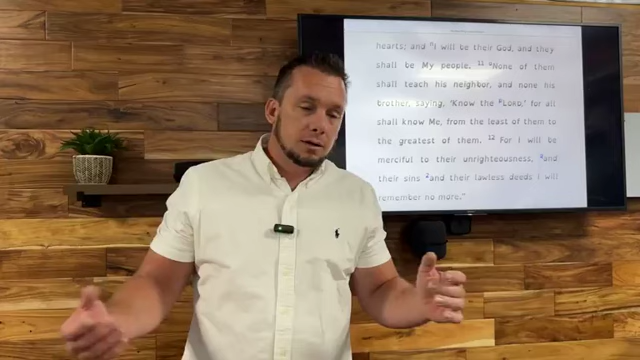 hearts; and ᵒI will be their God, and they
shall be My people. ¹¹ ᵖNone of them
shall teach his neighbor, and none his
brother, saying, 'Know the LORD,' for all
shall know Me, from the least of them to
the greatest of them. ¹² For I will be
merciful to their unrighteousness, and
their sins and their lawless deeds I will
remember no more."